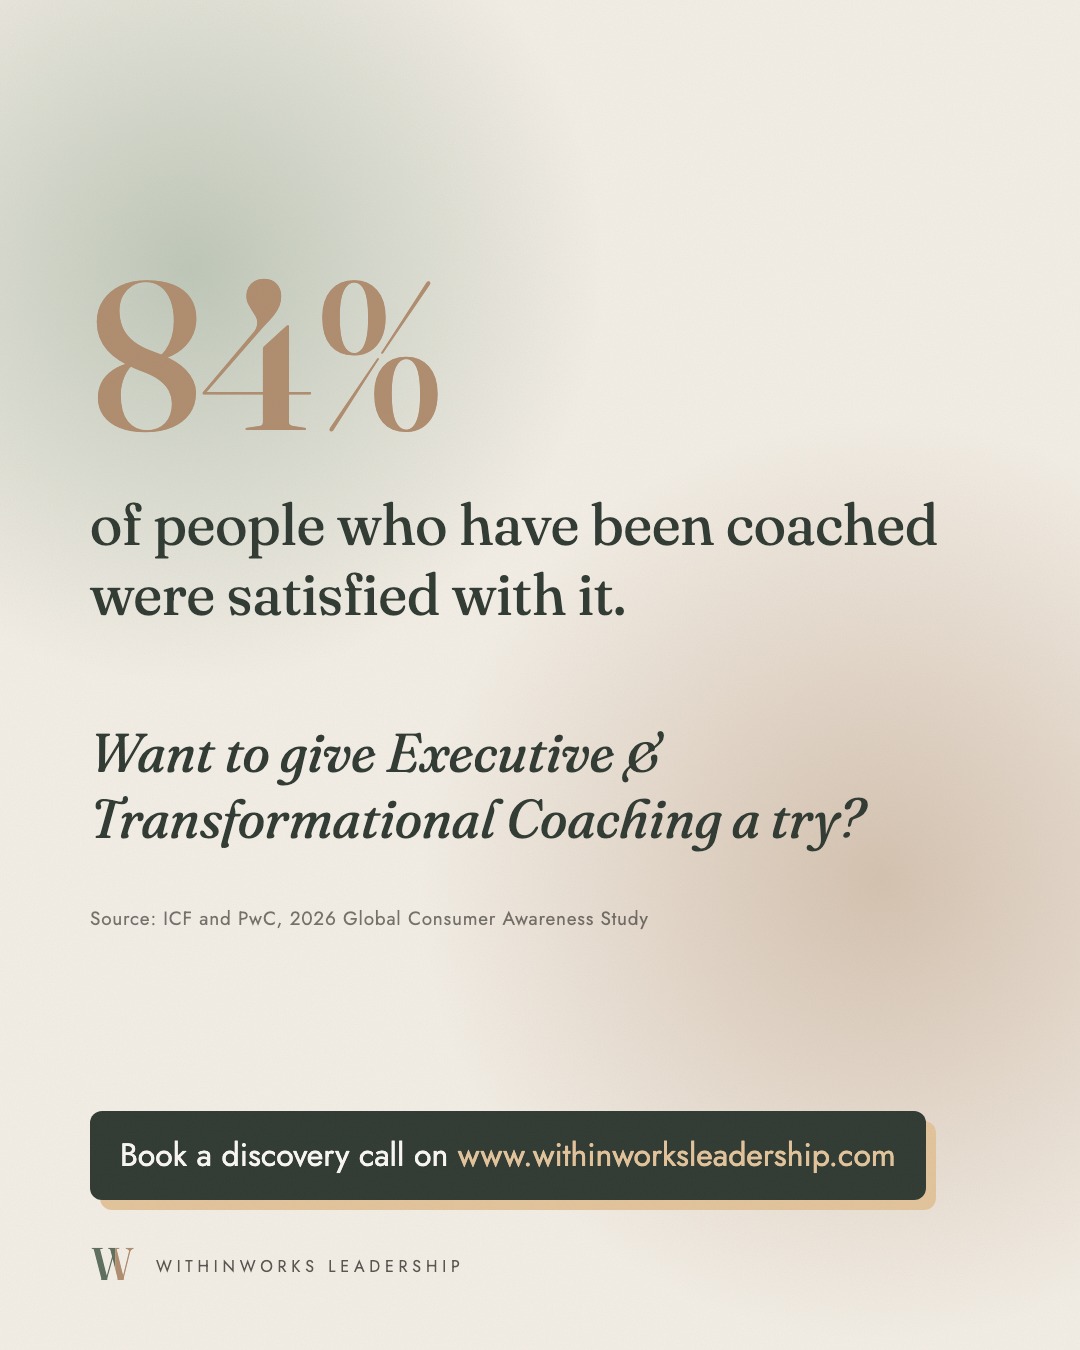 84%
of people who have been coached
were satisfied with it.
Want to give Executive &
Transformational Coaching a try?
Source: ICF and PwC, 2026 Global Consumer Awareness Study
Book a discovery call on www.withinworksleadership.com
W WITHINWORKS LEADERSHIP